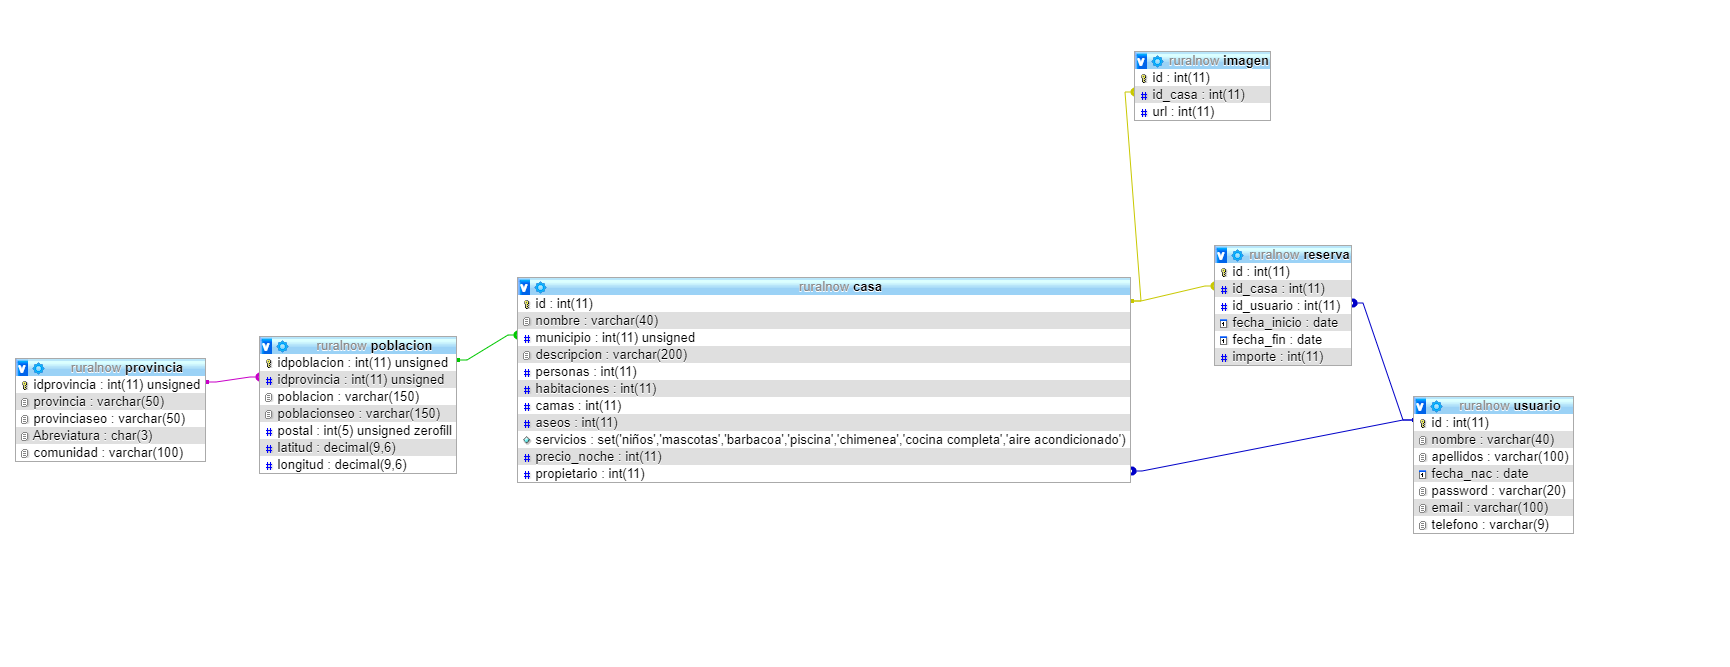 ruralnow provincia
idprovincia : int(11) unsigned
provincia : varchar(50)
provinciaseo : varchar(50)
Abreviatura : char(3)
comunidad : varchar(100)
ruralnow poblacion
idpoblacion : int(11) unsigned
idprovincia : int(11) unsigned
poblacion : varchar(150)
poblacionseo : varchar(150)
postal : int(5) unsigned zerofill
latitud : decimal(9,6)
longitud : decimal(9,6)
ruralnow casa
id : int(11)
nombre : varchar(40)
municipio : int(11) unsigned
descripcion : varchar(200)
personas : int(11)
habitaciones : int(11)
camas : int(11)
aseos : int(11)
servicios : set('niños','mascotas','barbacoa','piscina','chimenea','cocina completa','aire acondicionado')
precio_noche : int(11)
propietario : int(11)
ruralnow imagen
id : int(11)
id_casa : int(11)
url : int(11)
ruralnow reserva
id : int(11)
id_casa : int(11)
id_usuario : int(11)
fecha_inicio : date
fecha_fin : date
importe : int(11)
ruralnow usuario
id : int(11)
nombre : varchar(40)
apellidos : varchar(100)
fecha_nac : date
password : varchar(20)
email : varchar(100)
telefono : varchar(9)